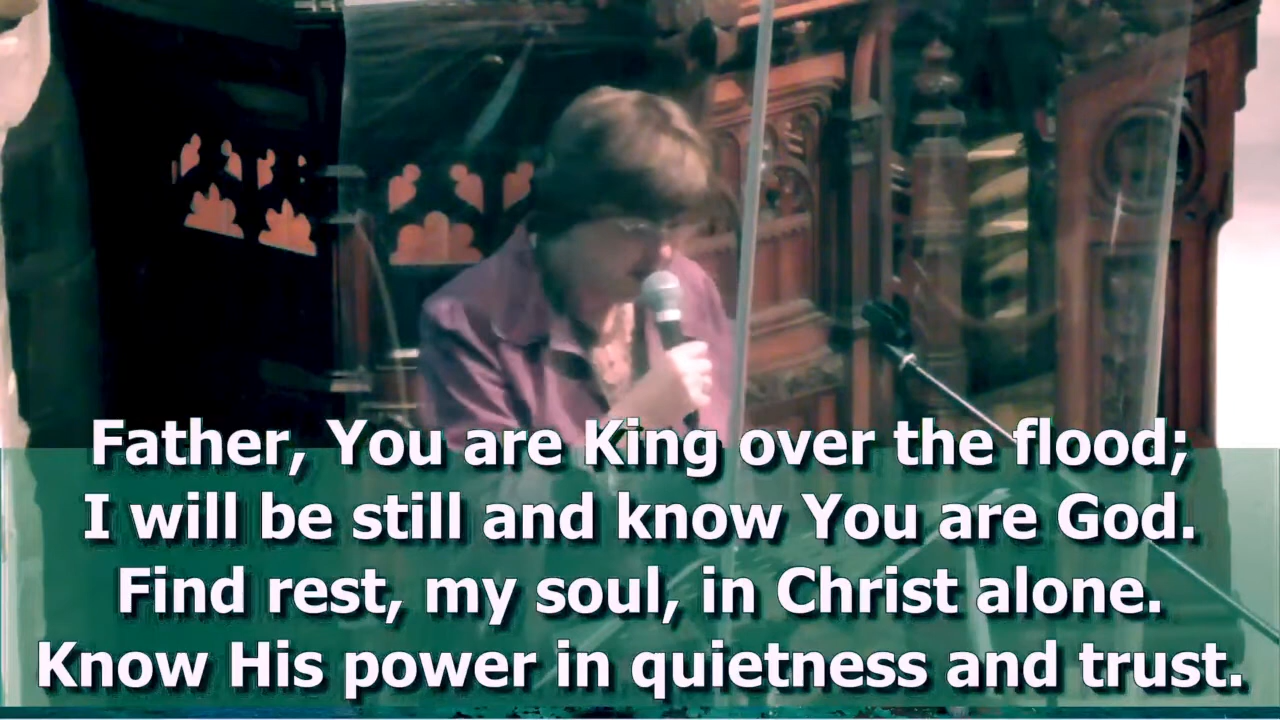 Father, You are King over the flood;
I will be still and know You are God.
Find rest, my soul, in Christ alone.
Know His power in quietness and trust.